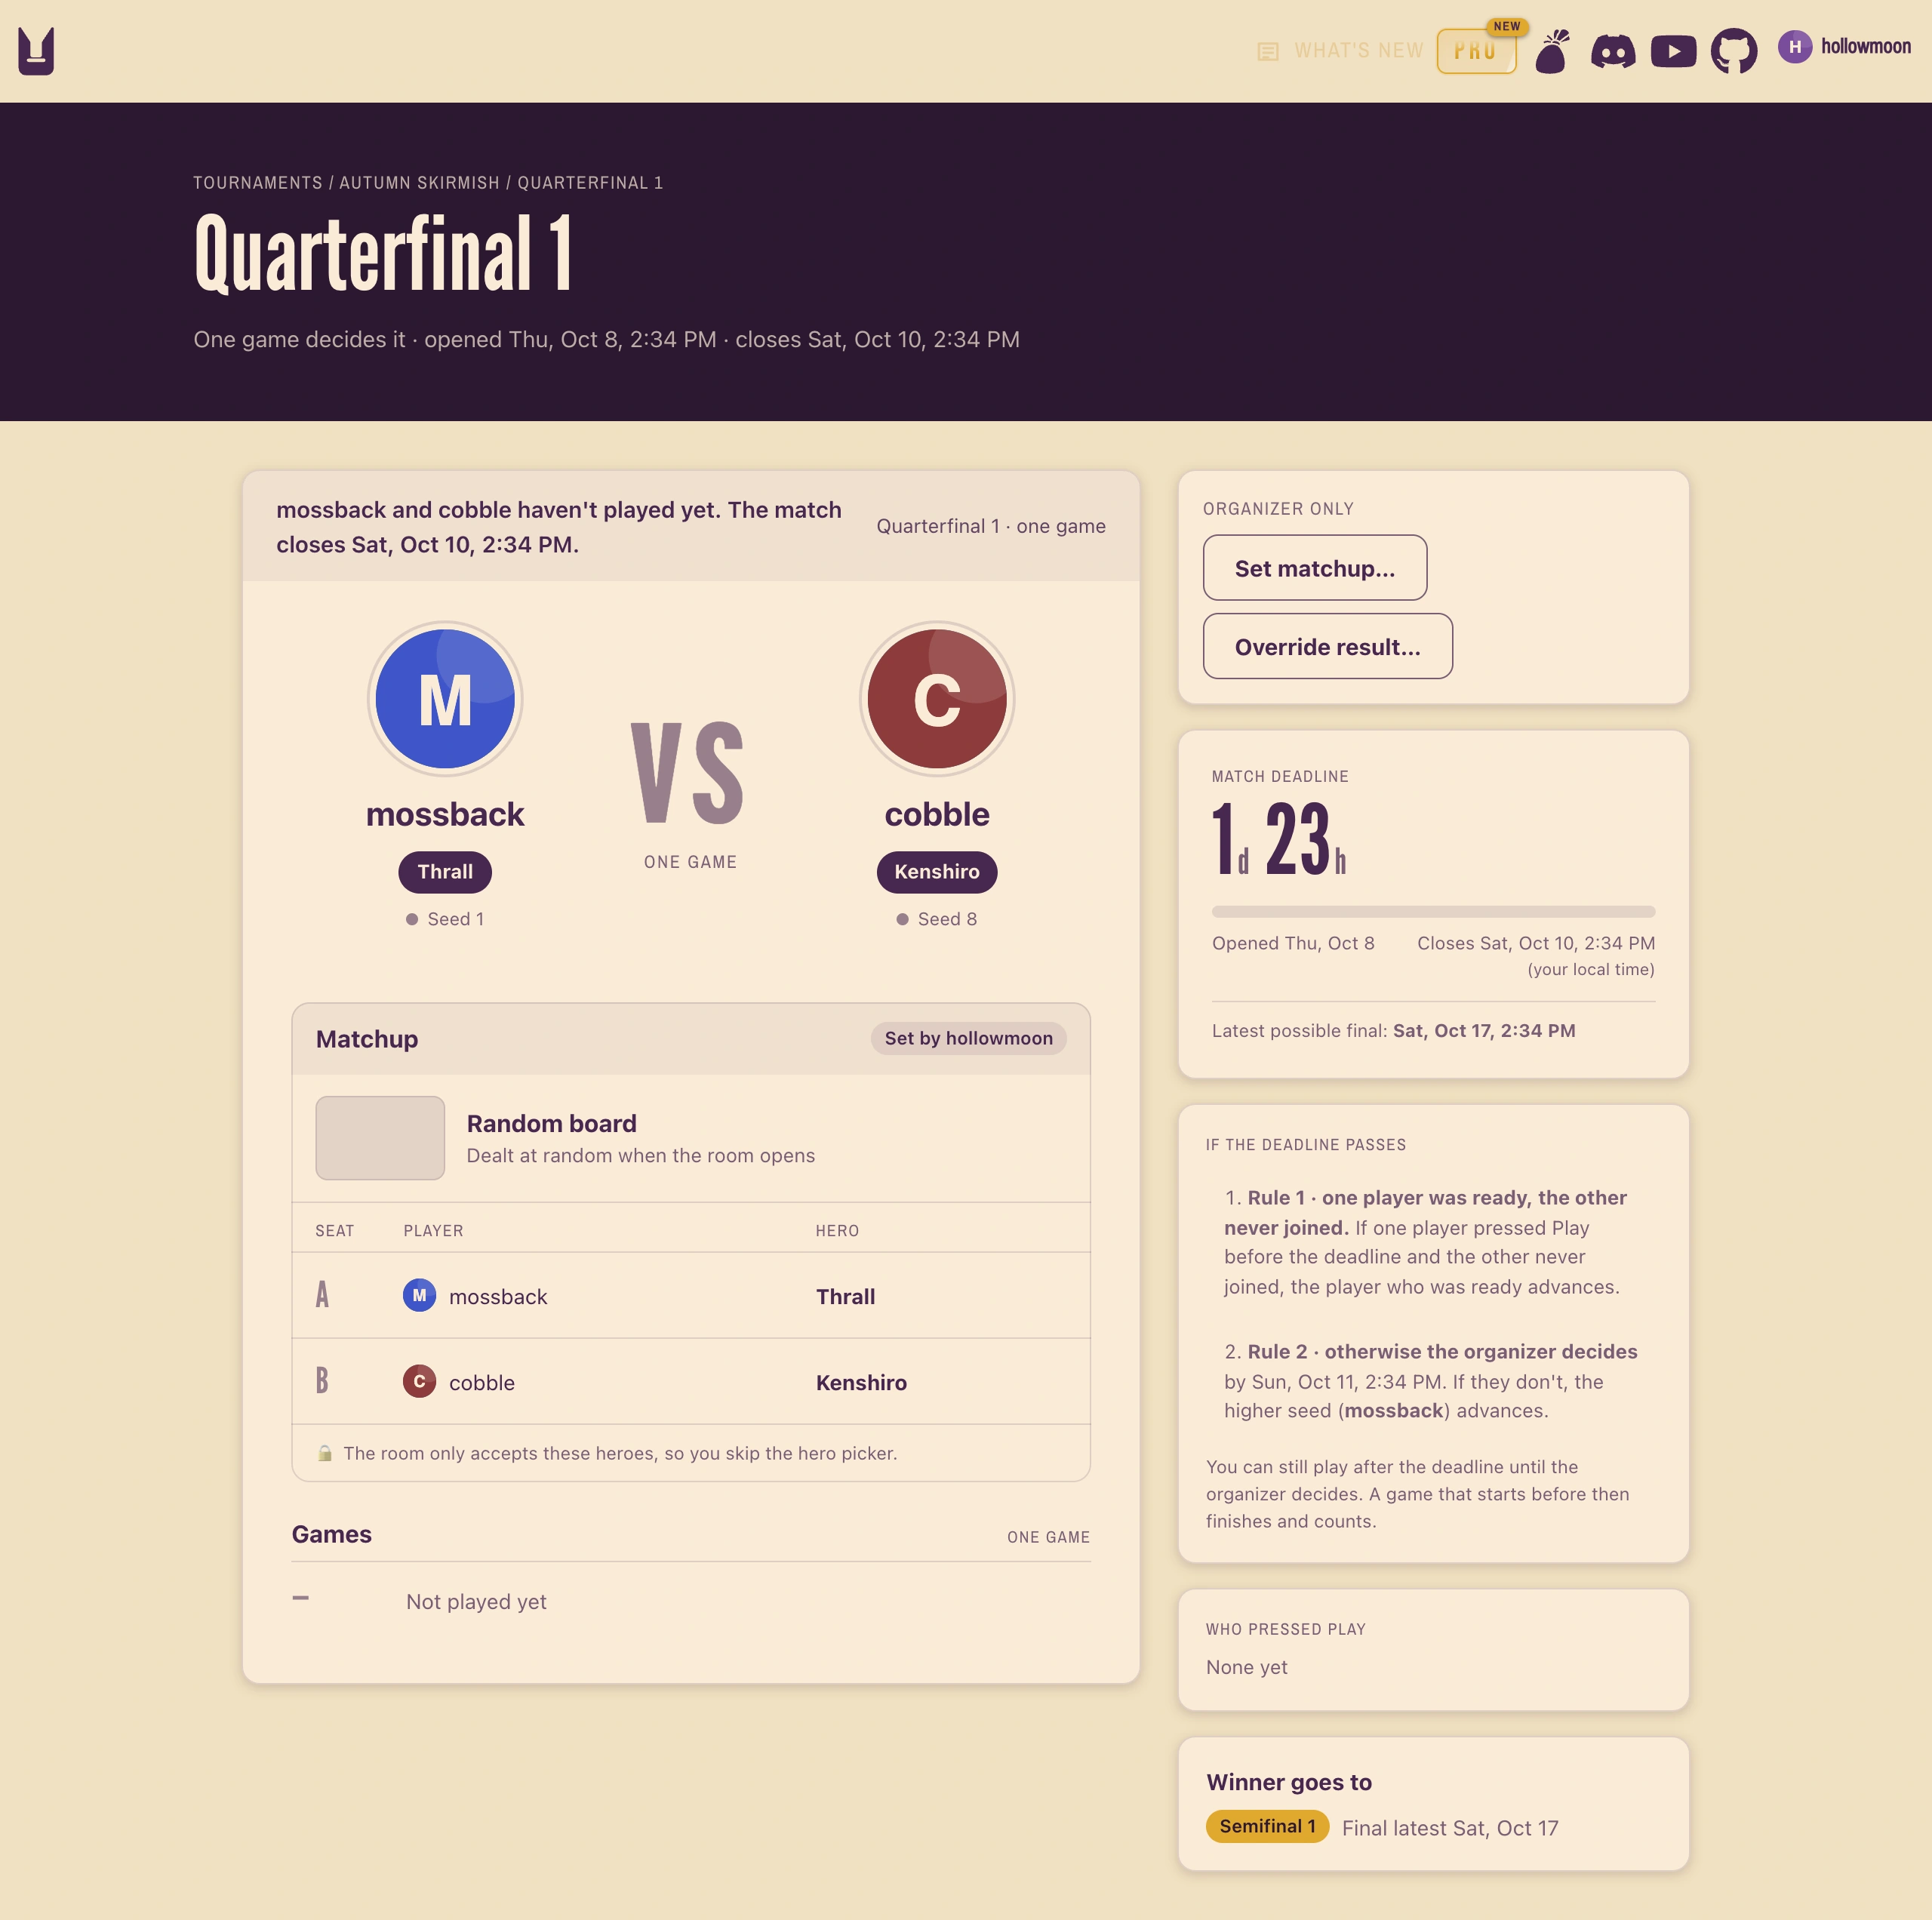 WHAT'S NEW
PRO
NEW
H
hollowmoon
TOURNAMENTS / AUTUMN SKIRMISH / QUARTERFINAL 1
Quarterfinal 1
One game decides it · opened Thu, Oct 8, 2:34 PM · closes Sat, Oct 10, 2:34 PM
mossback and cobble haven't played yet. The match
closes Sat, Oct 10, 2:34 PM.
Quarterfinal 1 · one game
M
mossback
Thrall
Seed 1
VS
ONE GAME
C
cobble
Kenshiro
Seed 8
Matchup
Set by hollowmoon
Random board
Dealt at random when the room opens
SEAT PLAYER HERO
A M mossback Thrall
B C cobble Kenshiro
The room only accepts these heroes, so you skip the hero picker.
Games
ONE GAME
– Not played yet
ORGANIZER ONLY
Set matchup...
Override result...
MATCH DEADLINE
1d 23h
Opened Thu, Oct 8
Closes Sat, Oct 10, 2:34 PM
(your local time)
Latest possible final: Sat, Oct 17, 2:34 PM
IF THE DEADLINE PASSES
1. Rule 1 · one player was ready, the other
never joined. If one player pressed Play
before the deadline and the other never
joined, the player who was ready advances.
2. Rule 2 · otherwise the organizer decides
by Sun, Oct 11, 2:34 PM. If they don't, the
higher seed (mossback) advances.
You can still play after the deadline until the
organizer decides. A game that starts before then
finishes and counts.
WHO PRESSED PLAY
None yet
Winner goes to
Semifinal 1 Final latest Sat, Oct 17